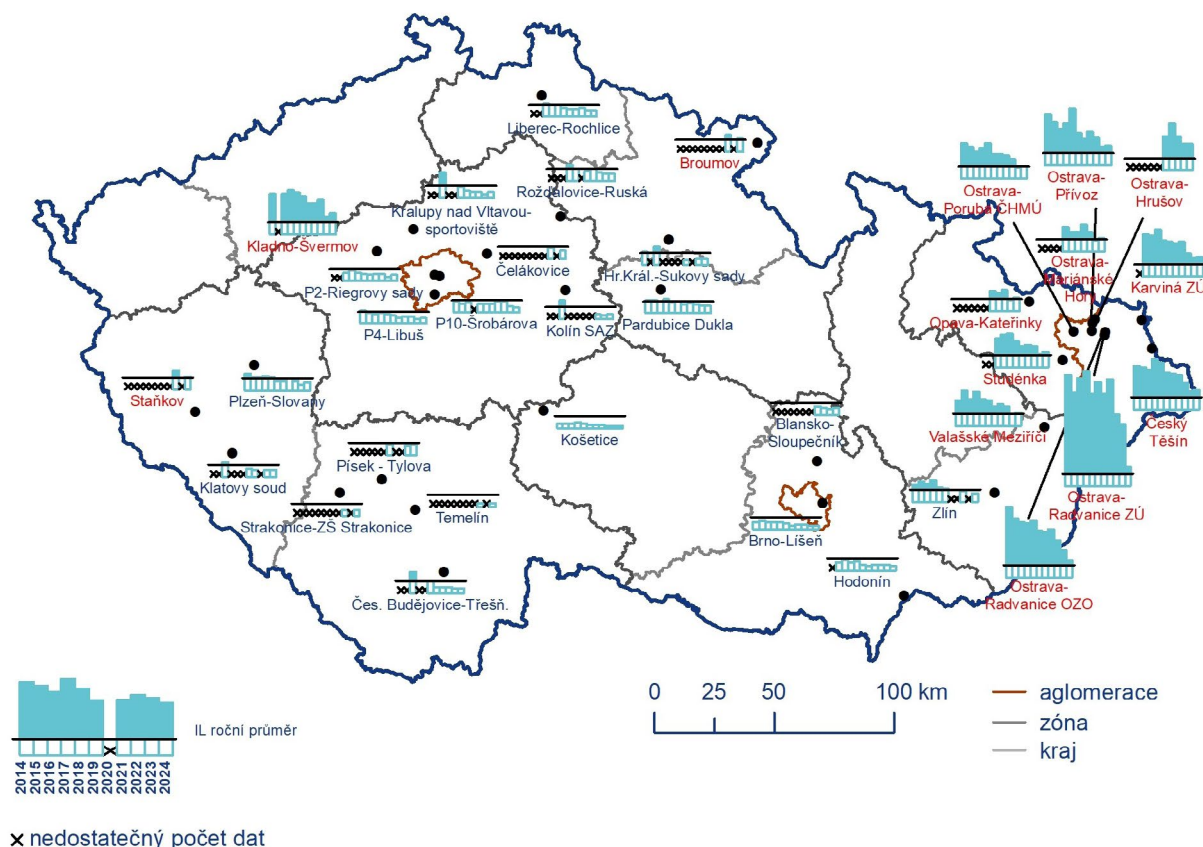 Liberec-Rochlice
Broumov
Rožďalovice-Ruská
Kralupy nad Vltavou-
sportoviště
Kladno-Švermov
Čelákovice
Hr.Král.-Sukovy sady
P2-Riegrovy sady
P10-Šrobárova
P4-Libuš
Kolín SAZ
Pardubice Dukla
Ostrava-
Poruba ČHMÚ
Ostrava-
Přívoz
Ostrava-
Hrušov
Ostrava-
Mariánské
Hory
Karviná ZÚ
Opava-Kateřinky
Studénka
Staňkov
Plzeň-Slovany
Košetice
Blansko-
Sloupečník
Valašské Meziříčí
Český
Těšín
Klatovy soud
Písek - Tylova
Strakonice-ZŠ Strakonice
Temelín
Brno-Líšeň
Zlín
Ostrava-
Radvanice ZÚ
Hodonín
Čes. Budějovice-Třešň.
Ostrava-
Radvanice OZO
IL roční průměr
2014
2015
2016
2017
2018
2019
2020
2021
2022
2023
2024
0 25 50 100 km
aglomerace
zóna
kraj
x nedostatečný počet dat